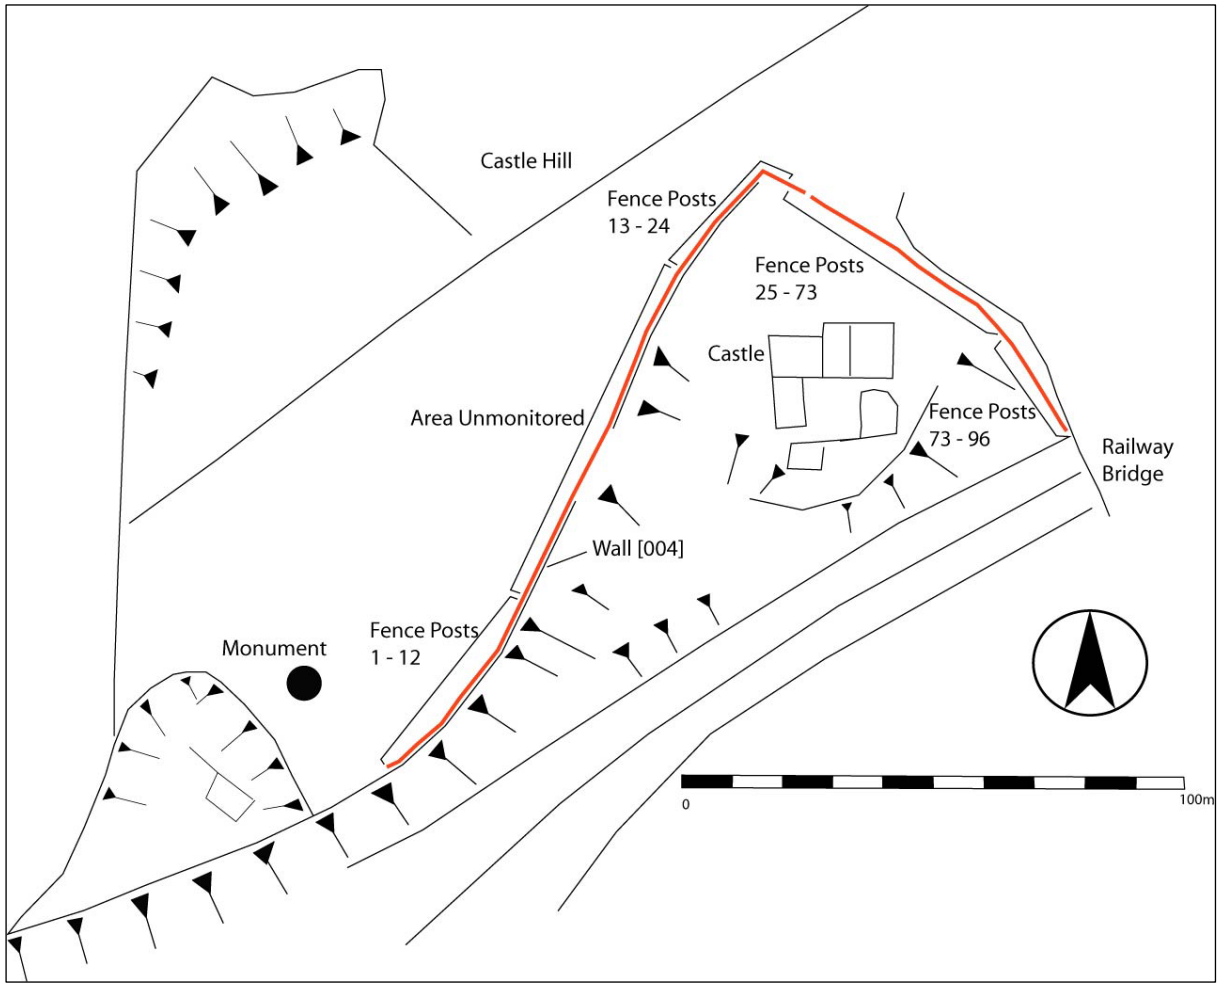 Castle Hill
Fence Posts
13 - 24
Fence Posts
25 - 73
Castle
Area Unmonitored
Fence Posts
73 - 96
Railway
Bridge
Wall [004]
Fence Posts
1 - 12
Monument
0
100m